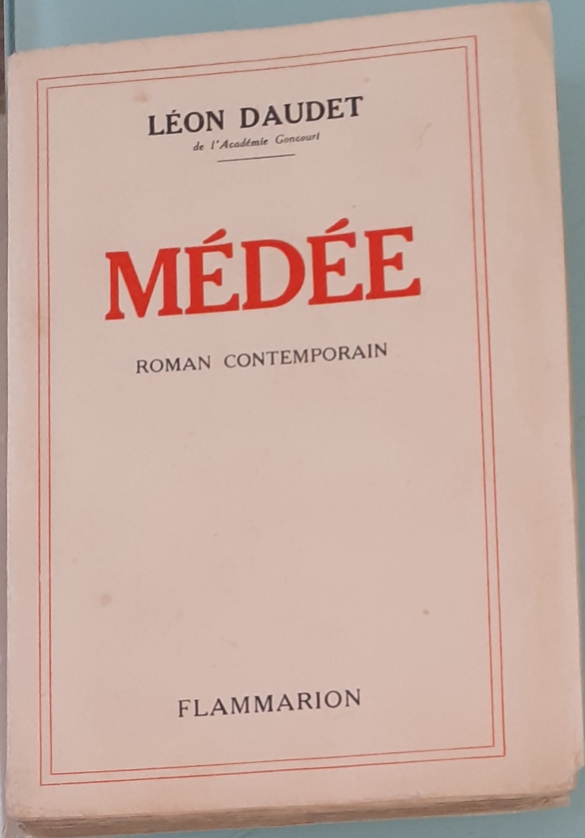 LÉON DAUDET
de l'Académie Goncourt
MÉDÉE
ROMAN CONTEMPORAIN
FLAMMARION